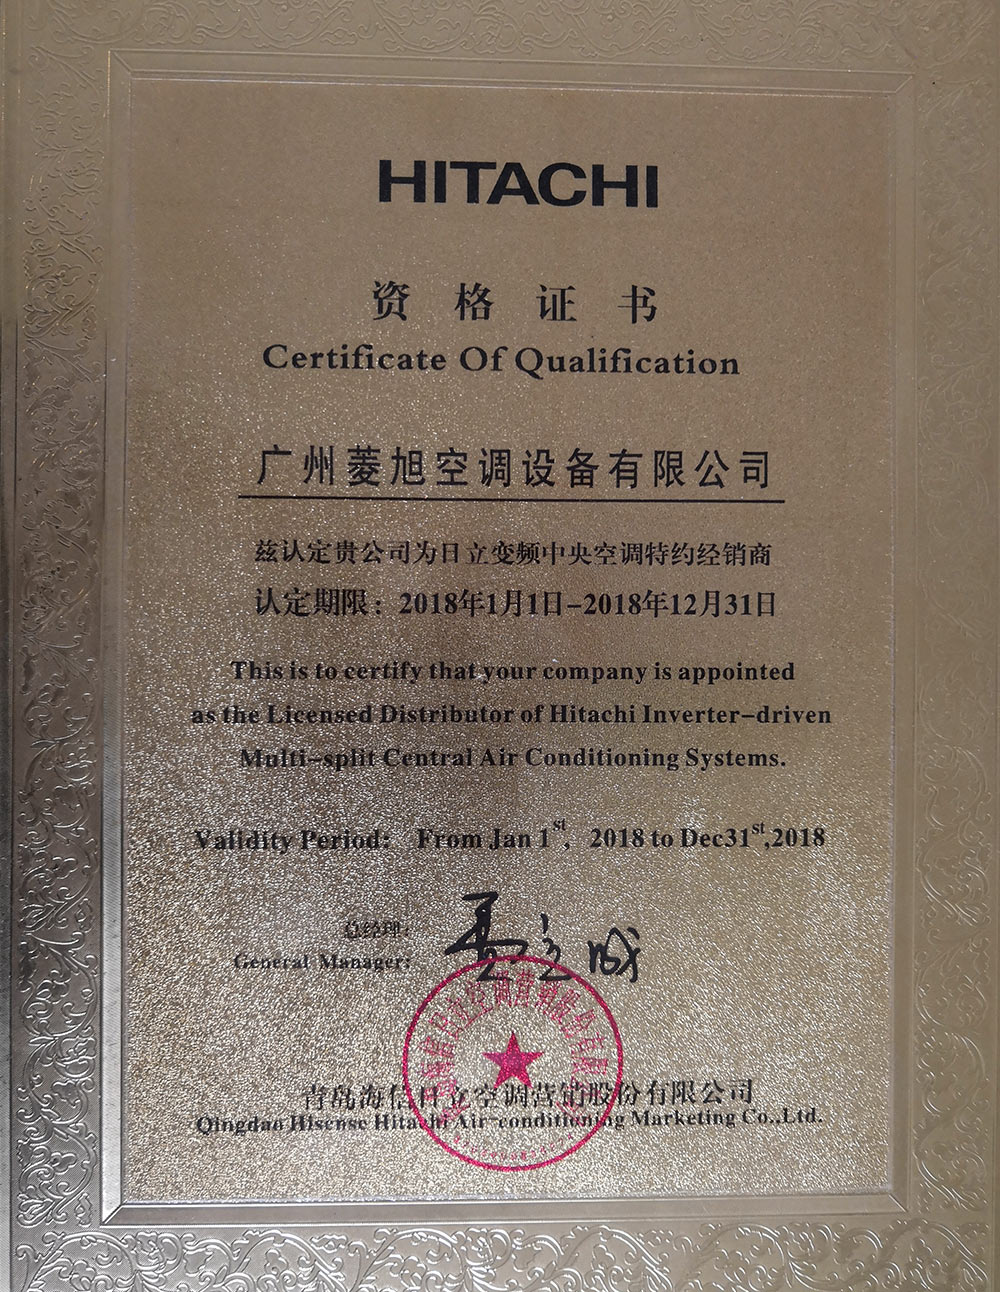 HITACHI
资格证书
Certificate Of Qualification
广州菱旭空调设备有限公司
兹认定贵公司为日立变频中央空调特约经销商
认定期限：2018年1月1日-2018年12月31日
This is to certify that your company is appointed
as the Licensed Distributor of Hitachi Inverter-driven
Multi-split Central Air Conditioning Systems.
Validity Period: From Jan 1st, 2018 to Dec31st,2018
总经理：
General Manager:
青岛海信日立空调营销股份有限公司
Qingdao Hisense Hitachi Air-conditioning Marketing Co.,Ltd.